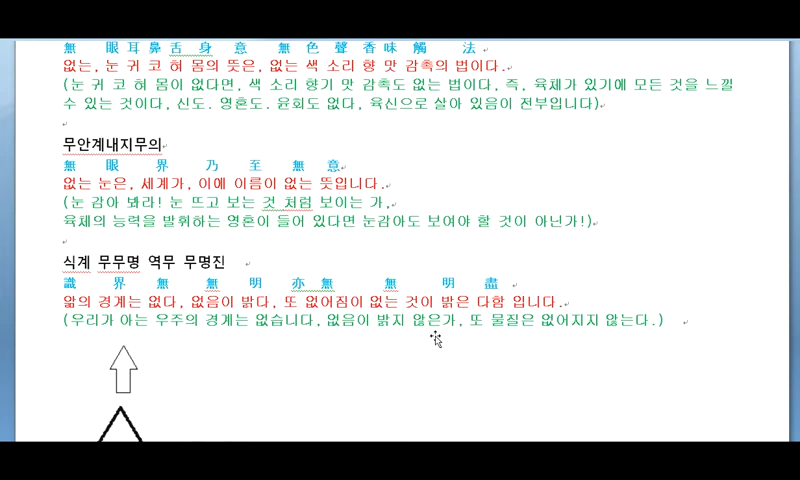 無 眼 耳 鼻 舌 身 意 無 色 聲 香 味 觸 法
없는, 눈 귀 코 혀 몸의 뜻은, 없는 색 소리 향 맛 감촉의 법이다.
(눈 귀 코 혀 몸이 없다면, 색 소리 향기 맛 감촉도 없는 법이다, 즉, 육체가 있기에 모든 것을 느낄
수 있는 것이다, 신도. 영혼도. 윤회도 없다, 육신으로 살아 있음이 전부입니다)
무안계내지무의
無 眼 界 乃 至 無 意
없는 눈은, 세계가, 이에 이름이 없는 뜻입니다.
(눈 감아 봐라! 눈 뜨고 보는 것 처럼 보이는 가,
육체의 능력을 발휘하는 영혼이 들어 있다면 눈감아도 보여야 할 것이 아닌가!)
식계 무무명 역무 무명진
識 界 無 無 明 亦 無 無 明 盡
앎의 경계는 없다, 없음이 밝다, 또 없어짐이 없는 것이 밝은 다함 입니다.
(우리가 아는 우주의 경계는 없습니다, 없음이 밝지 않은가, 또 물질은 없어지지 않는다.)